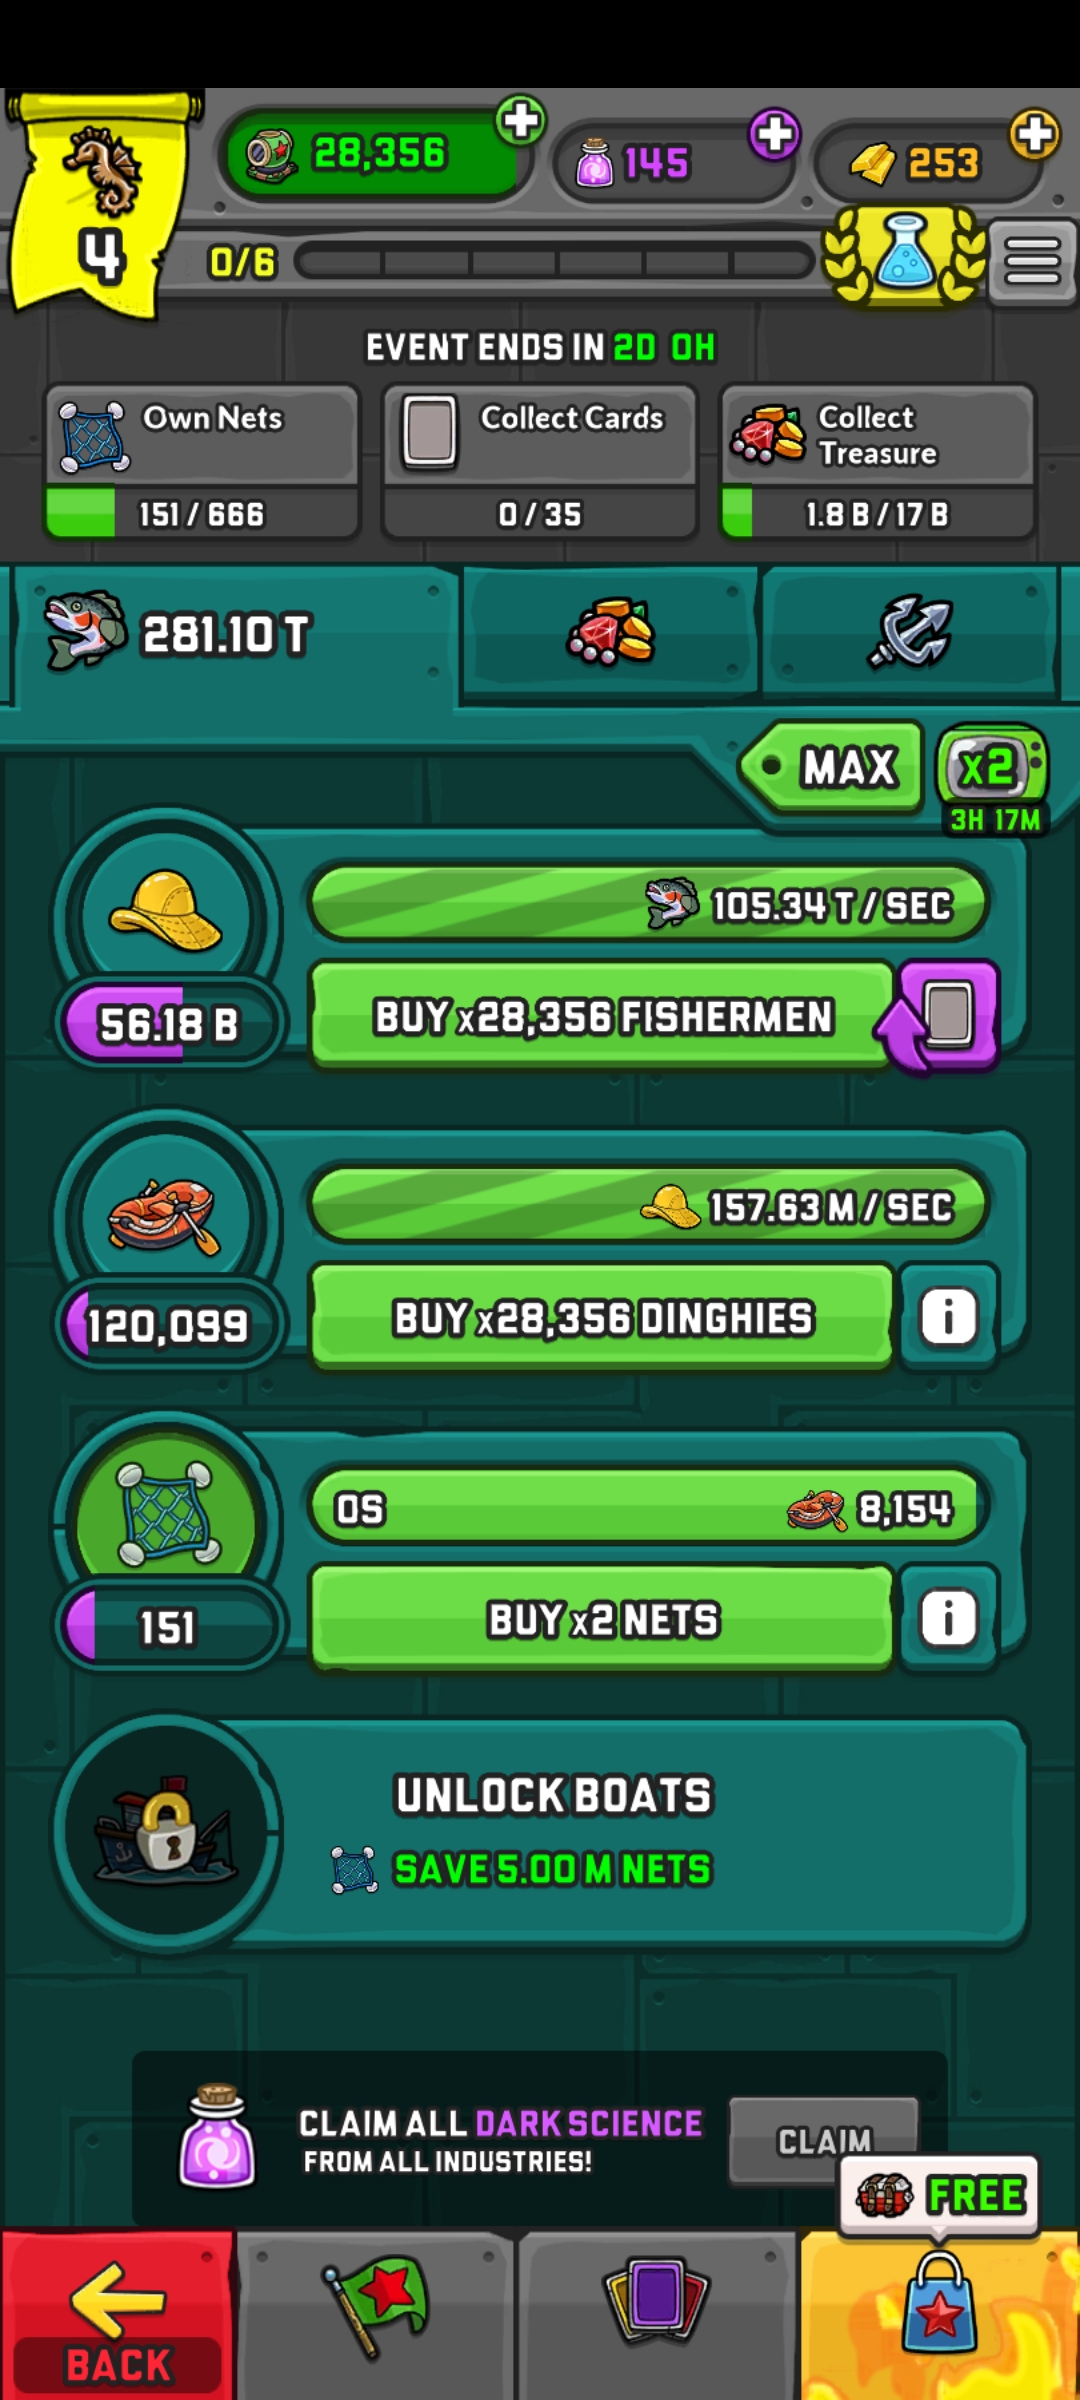 28,356
145
253
4
0/6
EVENT ENDS IN 2D 0H
Own Nets
151 / 666
Collect Cards
0 / 35
Collect
Treasure
1.8 B / 17 B
281.10 T
MAX
x2
3H 17M
105.34 T / SEC
56.18 B
BUY x28,356 FISHERMEN
157.63 M / SEC
120,099
BUY x28,356 DINGHIES
i
0S
8,154
151
BUY x2 NETS
i
UNLOCK BOATS
SAVE 5.00 M NETS
CLAIM ALL DARK SCIENCE
FROM ALL INDUSTRIES!
CLAIM
FREE
BACK